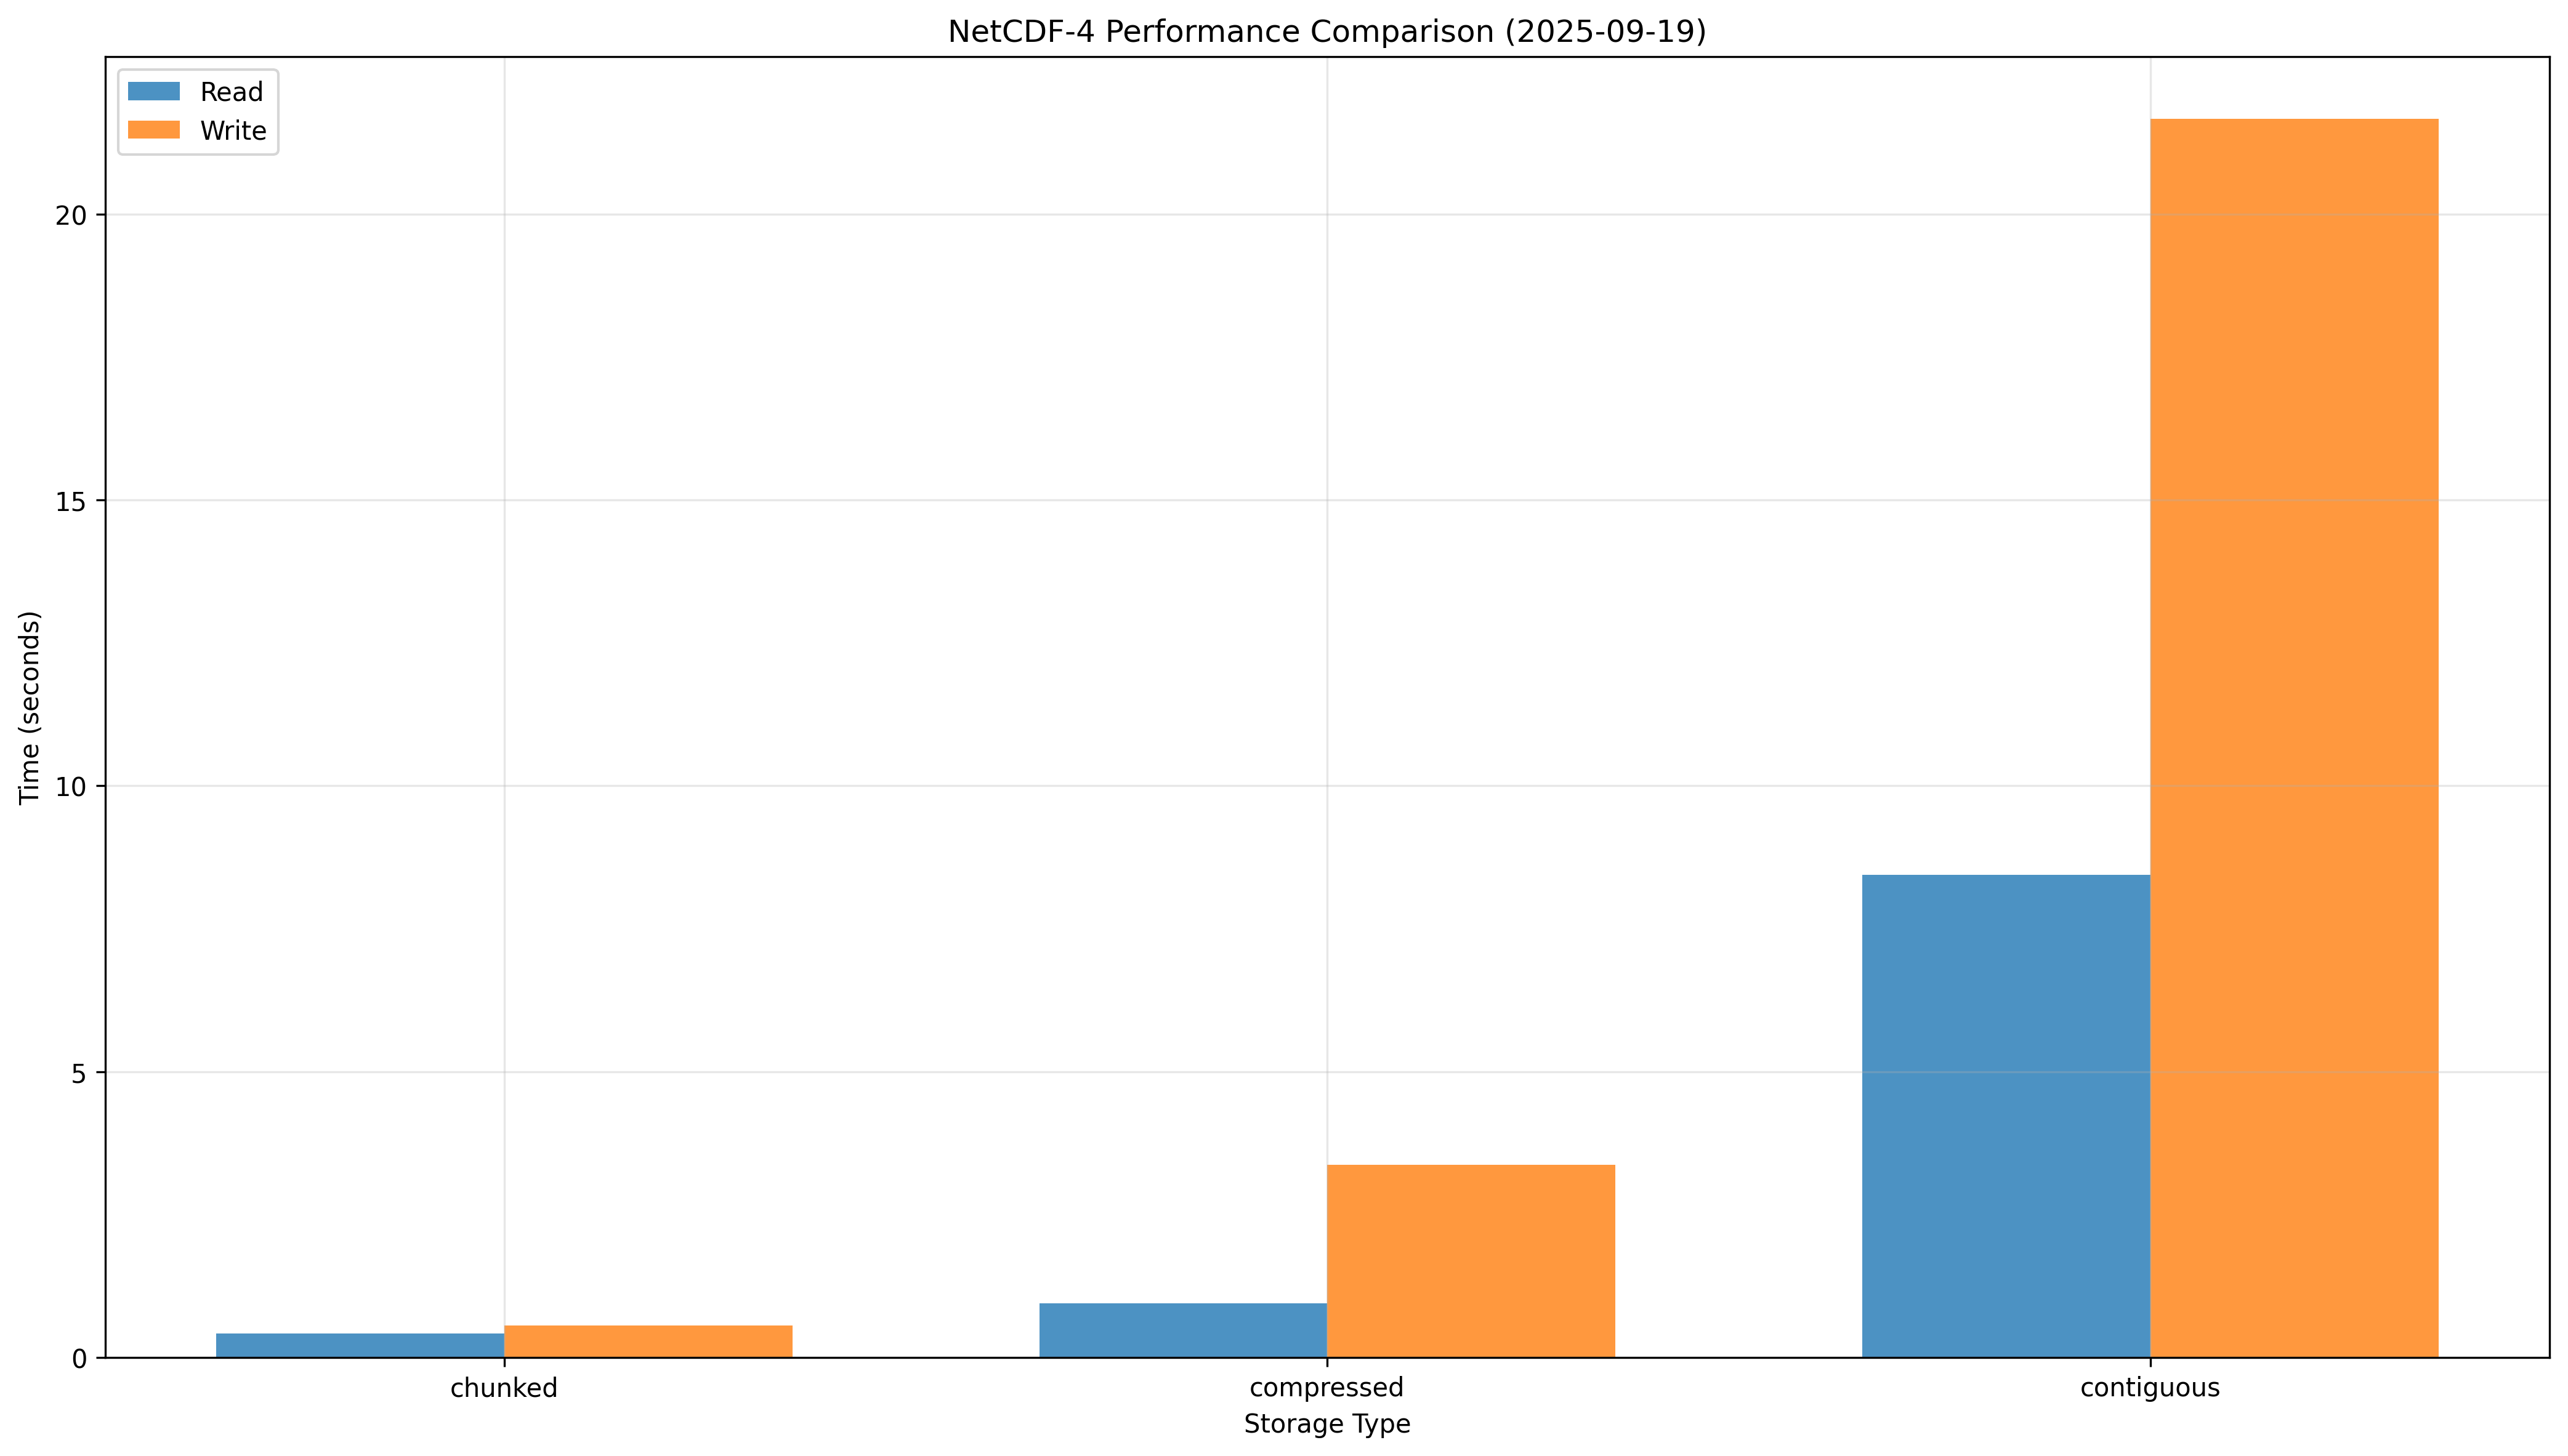 NetCDF-4 Performance Comparison (2025-09-19)
Read
Write
20
15
10
5
0
Time (seconds)
chunked
compressed
contiguous
Storage Type